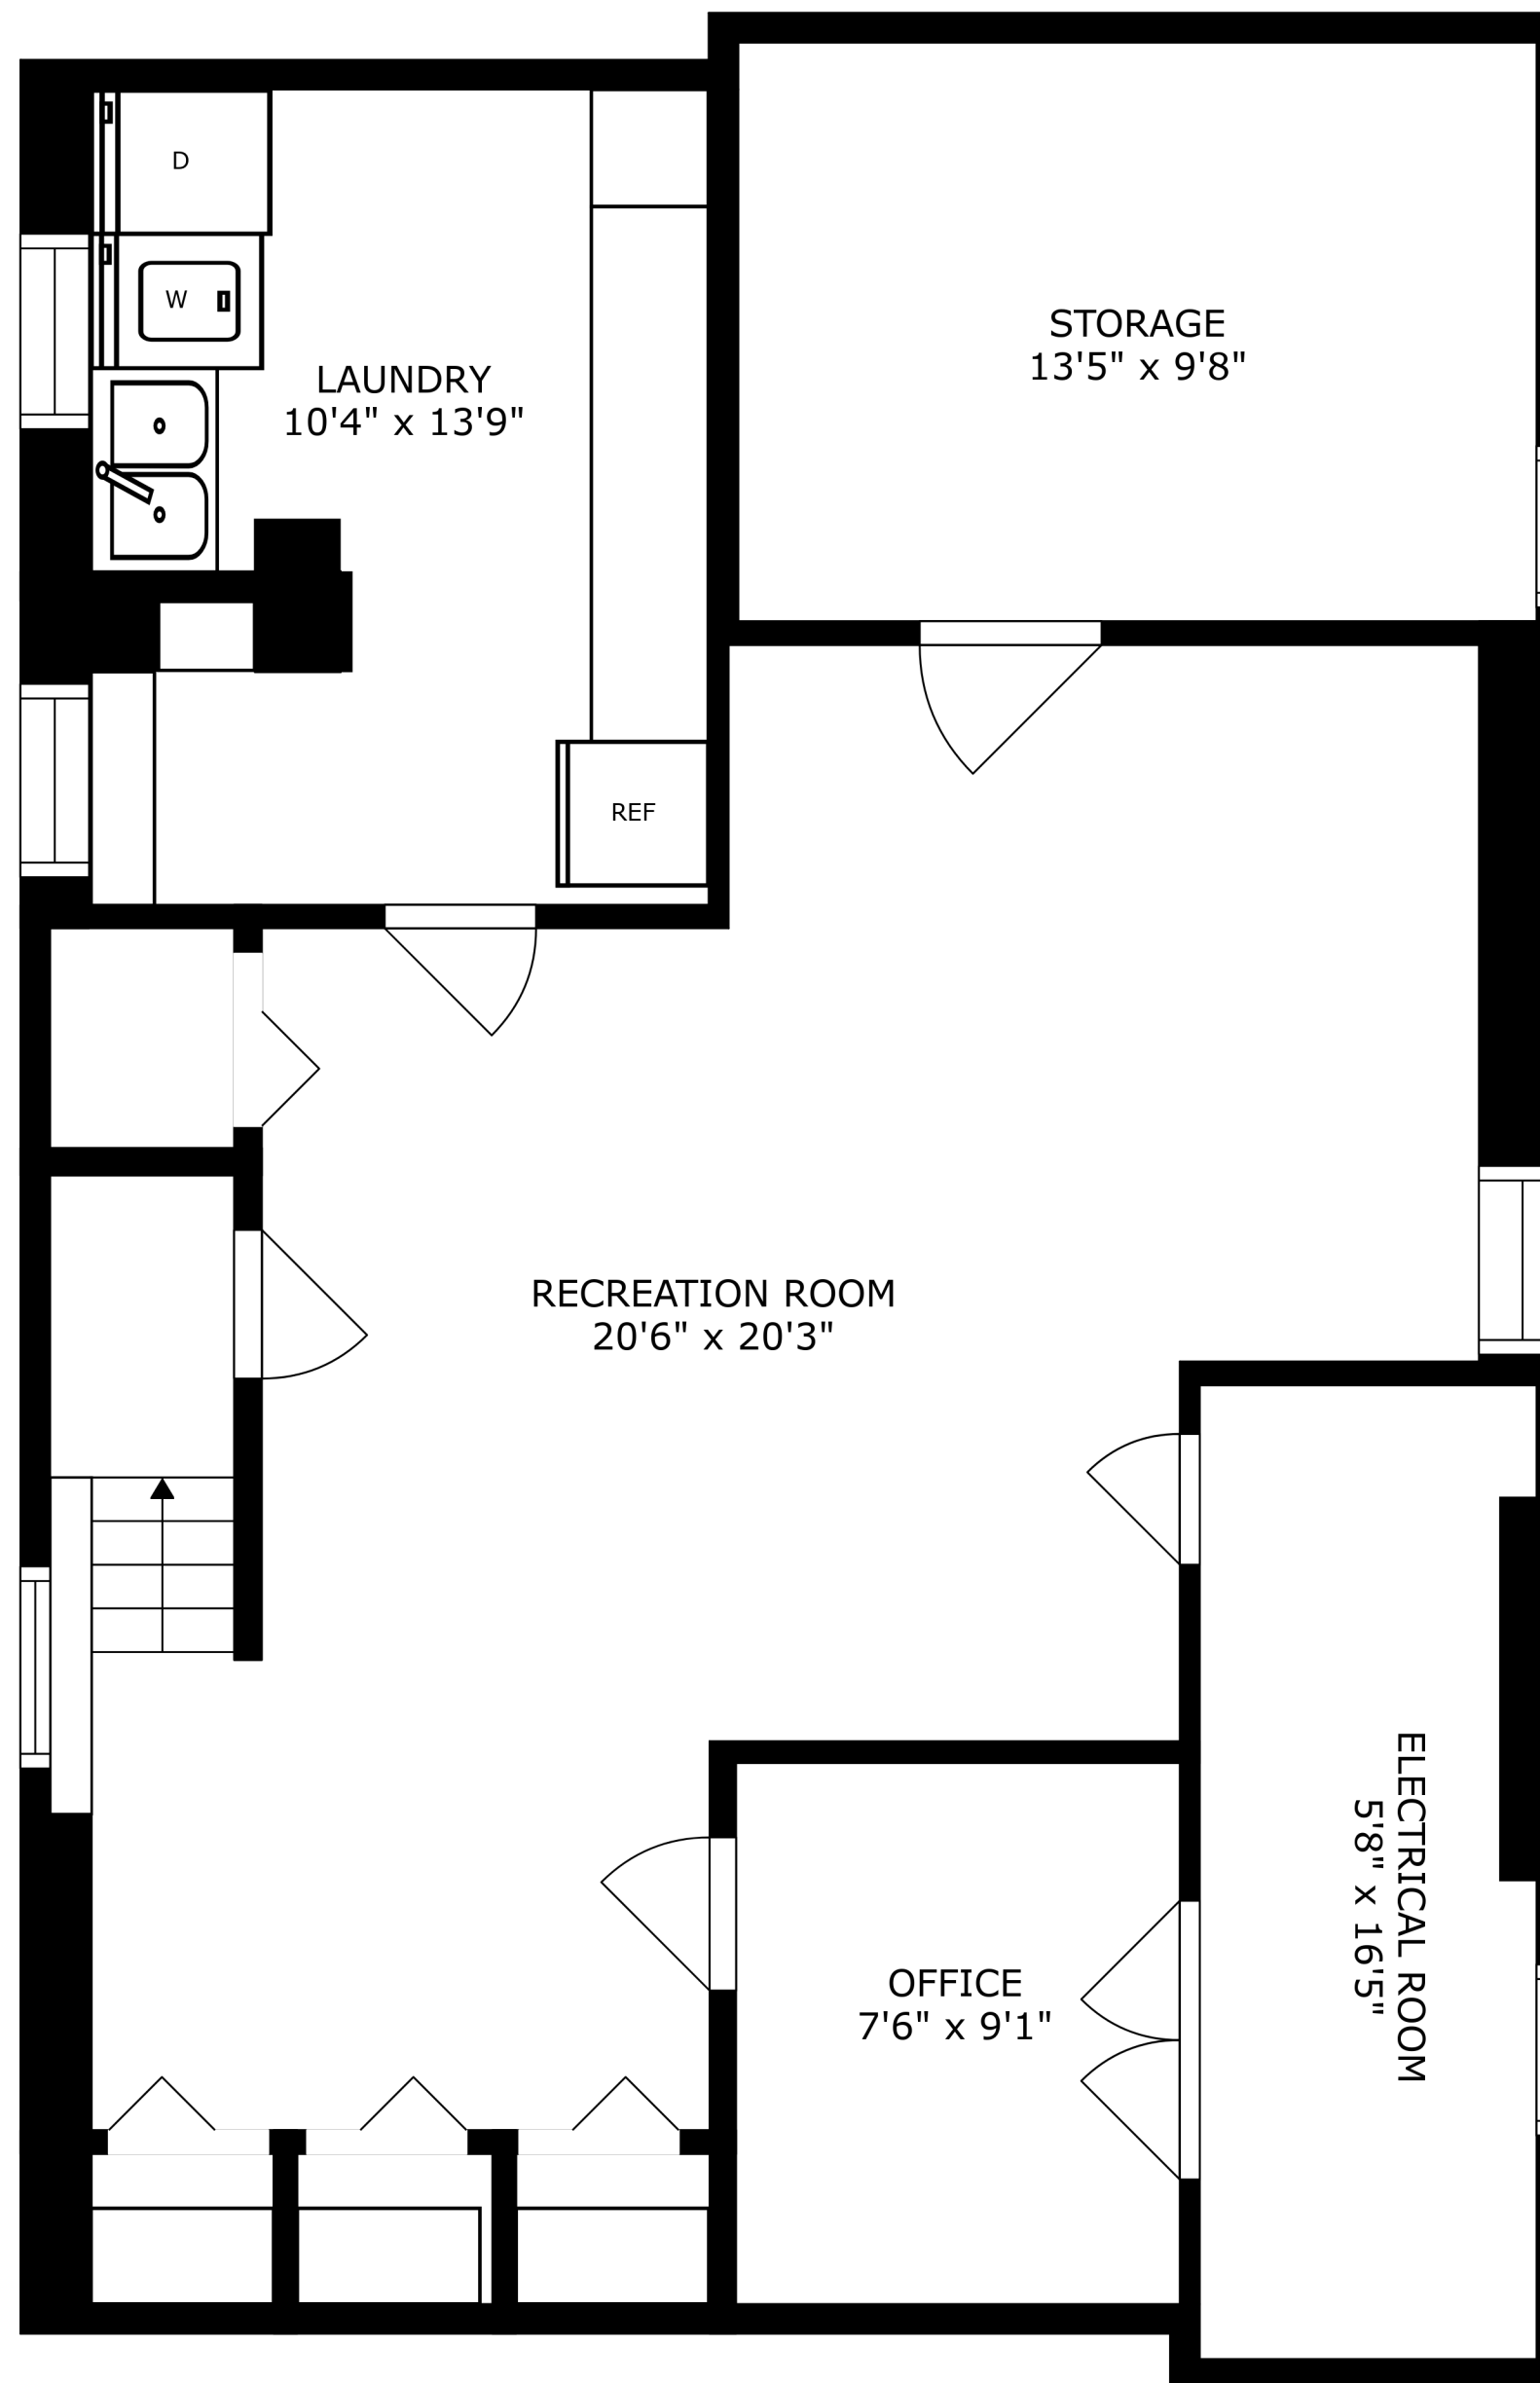 D
W
LAUNDRY
10'4" x 13'9"
STORAGE
13'5" x 9'8"
REF
RECREATION ROOM
20'6" x 20'3"
ELECTRICAL ROOM
5'8" x 16'5"
OFFICE
7'6" x 9'1"